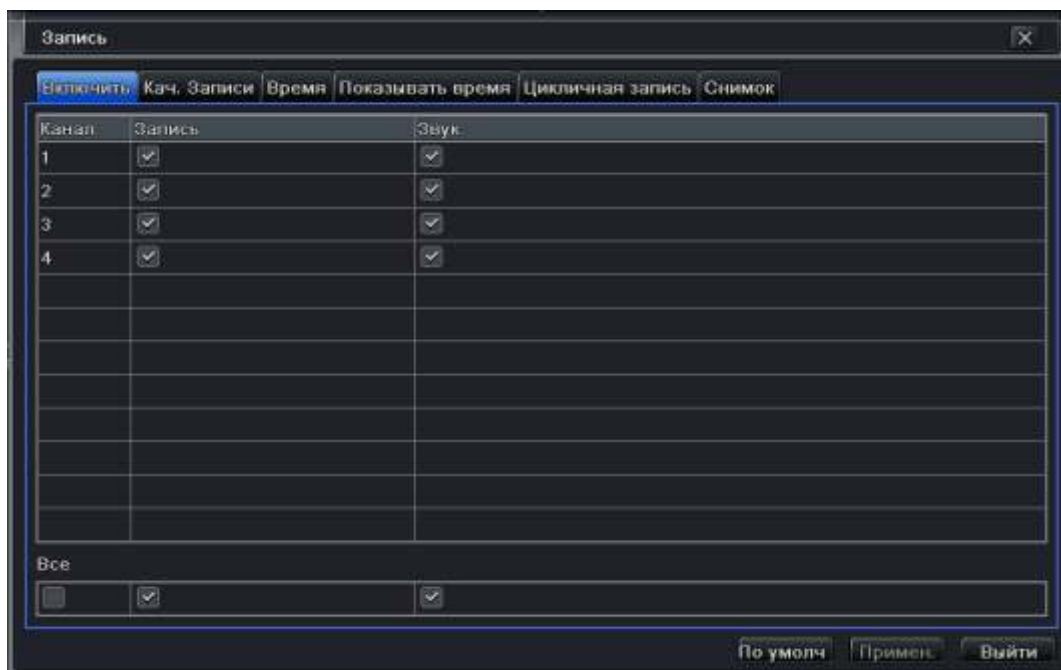 Запись
Включить Кач. Записи Время Показывать время Цикличная запись Снимок
Канал Запись Звук
1
2
3
4
Все
По умолч Примен. Выйти